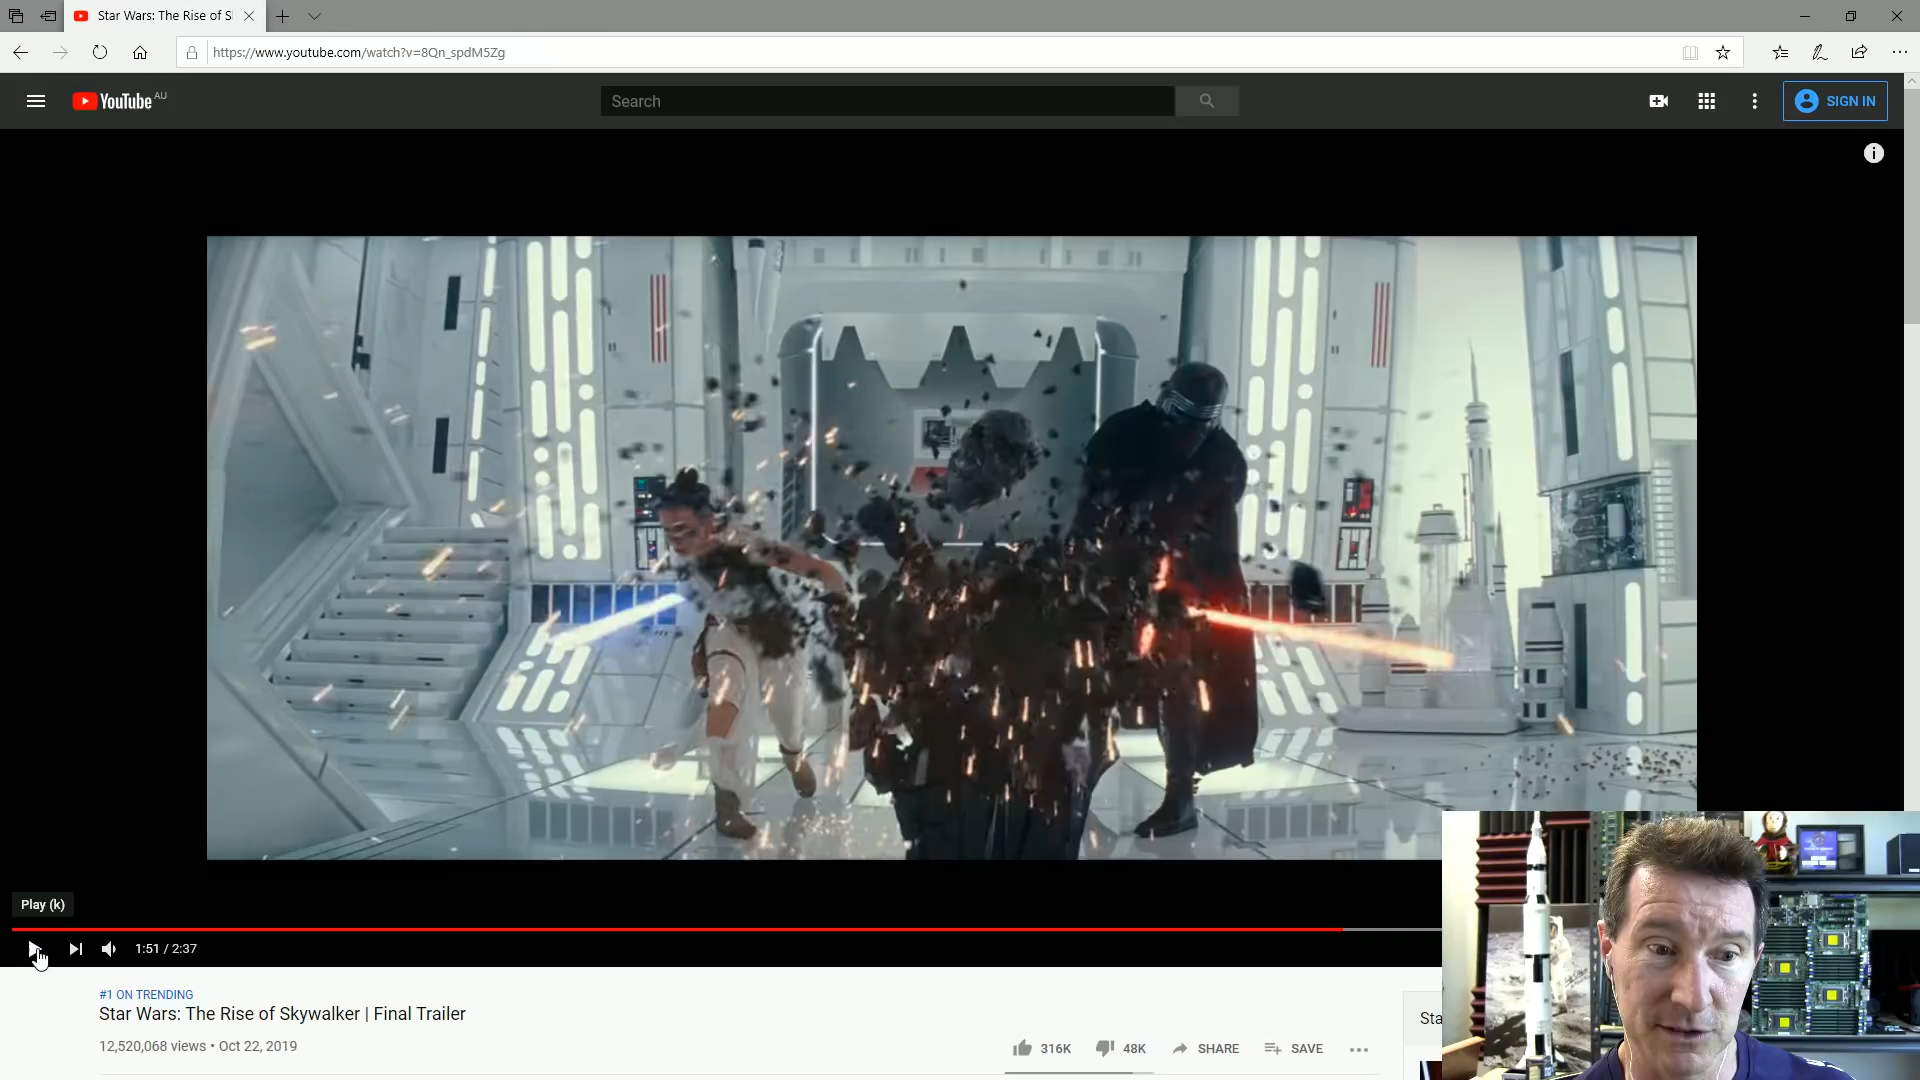 Star Wars: The Rise of S
https://www.youtube.com/watch?v=8Qn_spdM5Zg
YouTube AU
Search
SIGN IN
i
Play (k)
1:51 / 2:37
#1 ON TRENDING
Star Wars: The Rise of Skywalker | Final Trailer
12,520,068 views • Oct 22, 2019
316K
48K
SHARE
SAVE
Sta